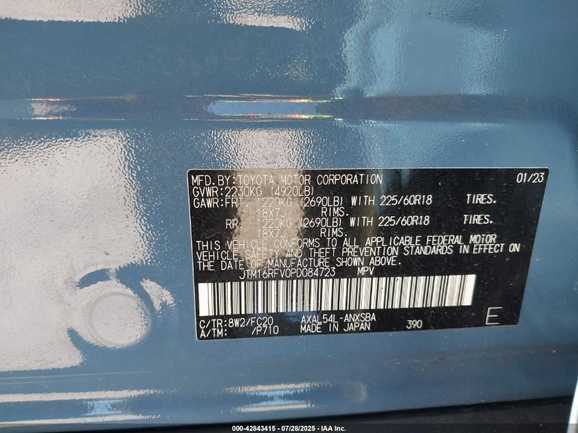 MFD.BY:TOYOTA MOTOR CORPORATION 01/23
GVWR:2230KG (4920LB)
GAWR:FR: 1220KG (2690LB) WITH 225/60R18 TIRES,
18X7 RIMS.
RR: 1220KG (2690LB) WITH 225/60R18 TIRES,
18X7 RIMS.
THIS VEHICLE CONFORMS TO ALL APPLICABLE FEDERAL MOTOR
VEHICLE SAFETY AND THEFT PREVENTION STANDARDS IN EFFECT ON
THE DATE OF MANUFACTURE SHOWN ABOVE.
JTM16RFV0PD084723 MPV
C/TR:8W2/FC20 AXAL54L-ANXSBA
A/TM: /P710 MADE IN JAPAN 390 E
000-42843415 - 07/28/2025 - IAA Inc.